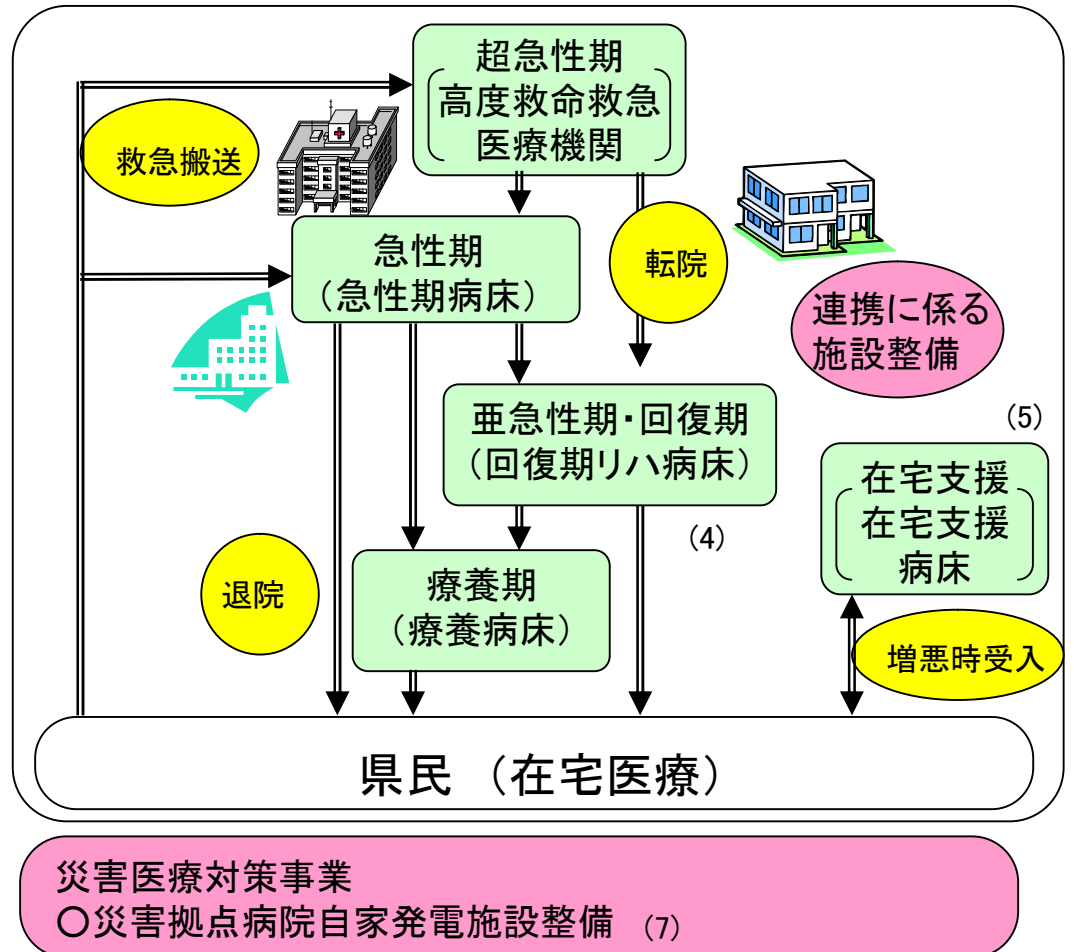 超急性期
高度救命救急
医療機関
救急搬送
急性期
（急性期病床）
転院
連携に係る
施設整備
亜急性期・回復期
（回復期リハ病床）
(5)
在宅支援
在宅支援
病床
(4)
退院
療養期
（療養病床）
増悪時受入
県民 （在宅医療）
災害医療対策事業
○災害拠点病院自家発電施設整備 (7)